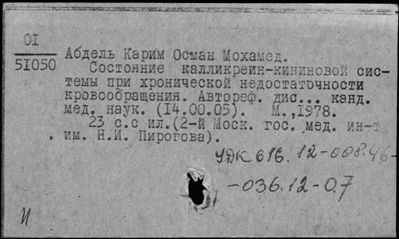 01
51050
Абдель Карим Осман Мохамед.
Состояние калликреин-кининовой сис-
темы при хронической недостаточности
кровообращения. Автореф. дис... канд.
мед. наук. (14.00.05). М.,1978.
23 с.с ил.(2-й Моск. гос. мед. ин-т
им. Н.И. Пирогова).
УДК 616.12-008.46-
-036.12-07
И